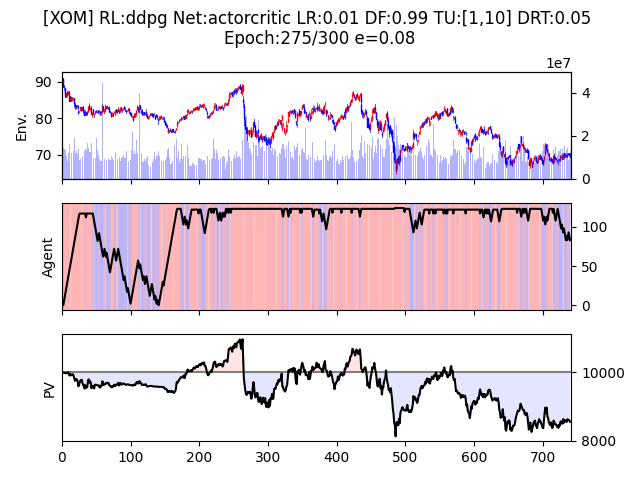 [XOM] RL:ddpg Net:actorcritic LR:0.01 DF:0.99 TU:[1,10] DRT:0.05
Epoch:275/300 e=0.08
1e7
90
80
70
Env.
4
2
0
Agent
100
50
0
PV
10000
8000
0 100 200 300 400 500 600 700